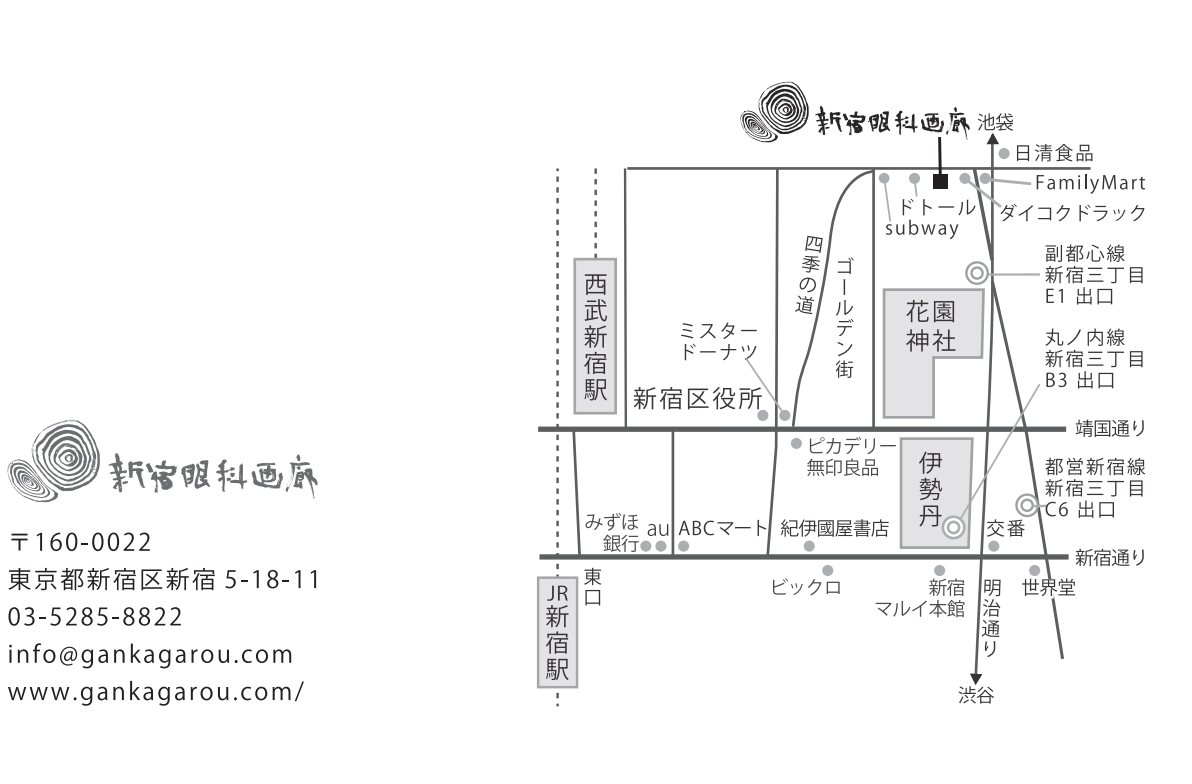 新宿眼科画廊
〒160-0022
東京都新宿区新宿 5-18-11
03-5285-8822
info@gankagarou.com
www.gankagarou.com/
新宿眼科画廊
池袋
日清食品
FamilyMart
ダイコクドラック
ドトール
subway
副都心線
新宿三丁目
E1 出口
四季の道
ゴールデン街
花園
神社
西武新宿駅
丸ノ内線
新宿三丁目
B3 出口
ミスター
ドーナツ
新宿区役所
靖国通り
ピカデリー
無印良品
伊勢丹
都営新宿線
新宿三丁目
C6 出口
みずほ
銀行
au
ABCマート
紀伊國屋書店
交番
新宿通り
東口
JR
新宿駅
ビックロ
新宿
マルイ本館
明治通り
世界堂
渋谷